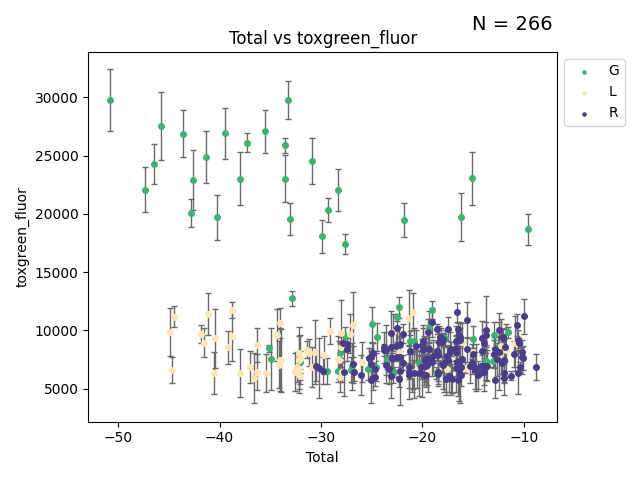 N = 266
Total vs toxgreen_fluor
G
L
R
toxgreen_fluor
30000
25000
20000
15000
10000
5000
−50
−40
−30
−20
−10
Total